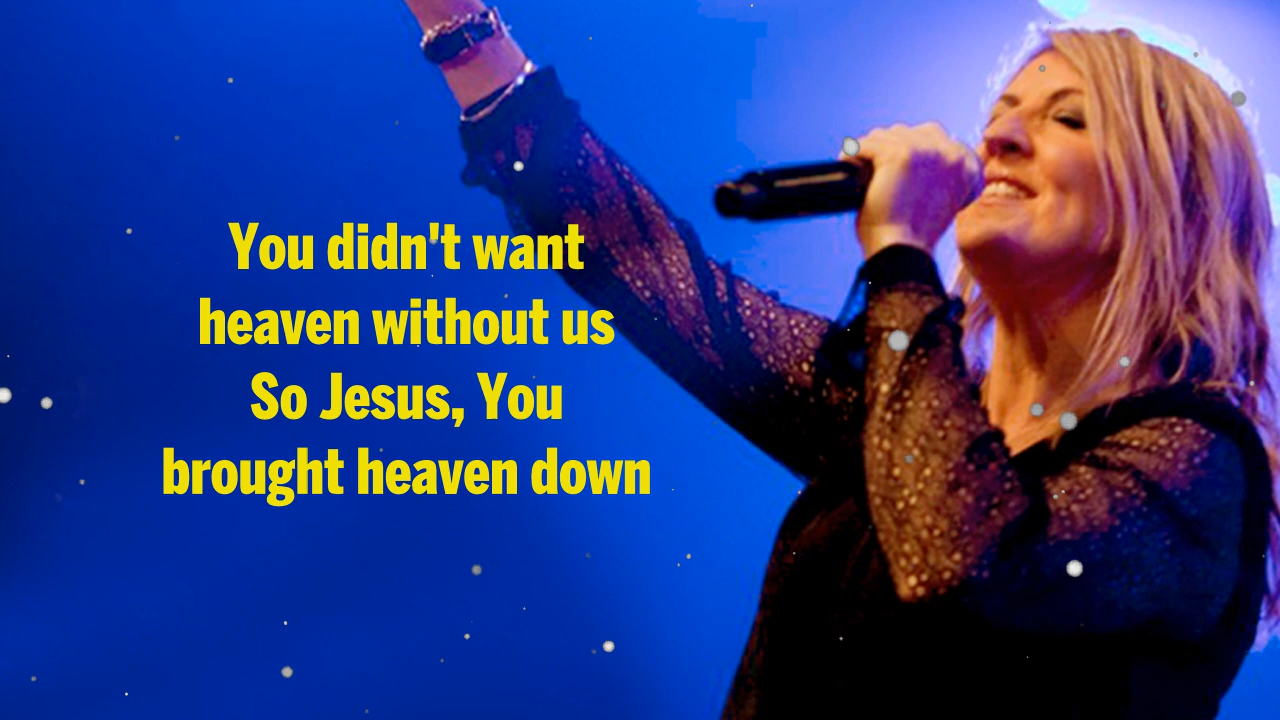 You didn't want
heaven without us
So Jesus, You
brought heaven down